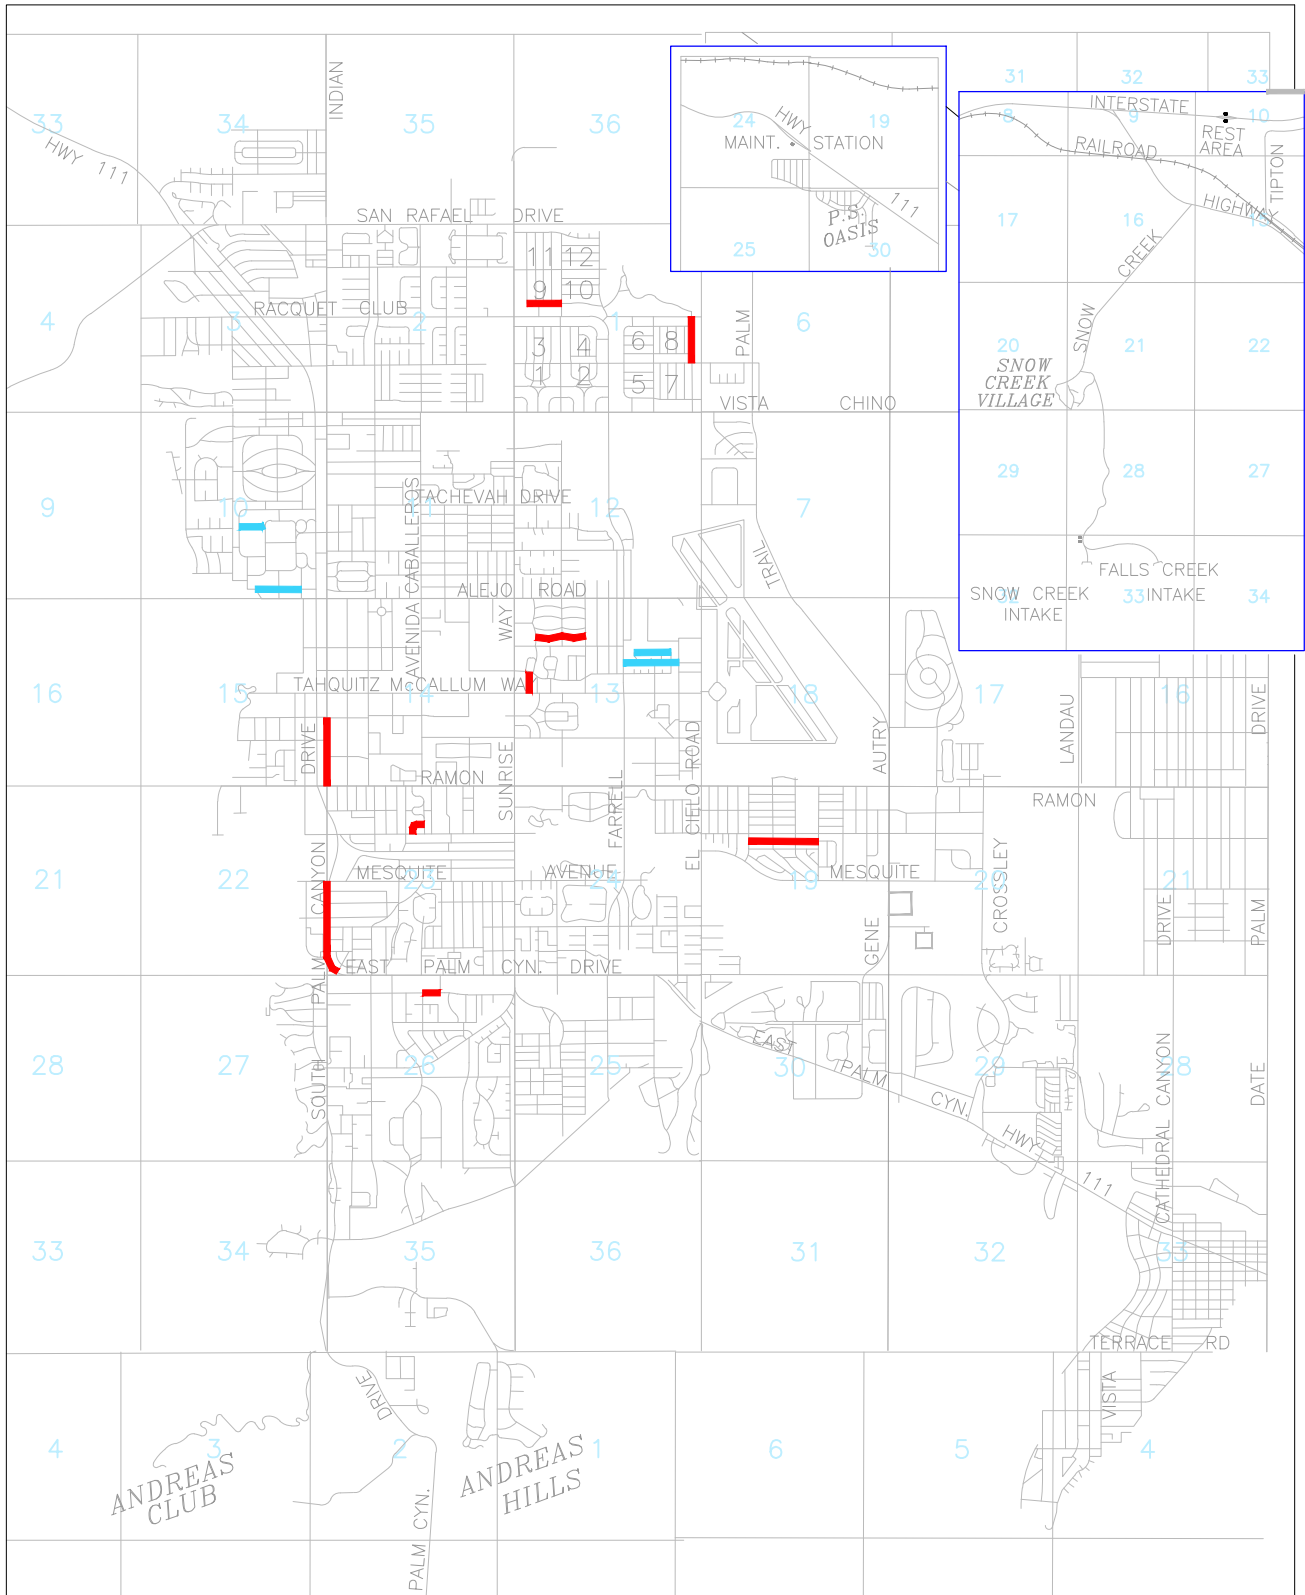 31 32 33
INTERSTATE
8 9 10
REST
AREA
RAILROAD
TIPTON
HIGHWAY
17 16 15
CREEK
SNOW
20 21 22
SNOW
CREEK
VILLAGE
29 28 27
FALLS CREEK
INTAKE
SNOW CREEK
INTAKE
32 33 34
24 19
HWY
MAINT. STATION
111
P.S.
OASIS
25 30
33 34 35 36
INDIAN
HWY 111
SAN RAFAEL DRIVE
11 12
9 10
RACQUET CLUB
4 3 2 1 6
3 4 6 8
1 2 5 7
PALM
VISTA CHINO
9 10 11 12 7
TACHEVAH DRIVE
AVENIDA CABALLEROS
TRAIL
ALEJO ROAD
WAY
TAHQUITZ McCALLUM WAY
16 15 14 13 18 17 16
DRIVE
SUNRISE
FARRELL
EL CIELO ROAD
AUTRY
LANDAU
DRIVE
RAMON
RAMON
21 22 23 24 19 20 21
MESQUITE AVENUE MESQUITE
CANYON
GENE
CROSSLEY
DRIVE
PALM
PALM
EAST PALM CYN. DRIVE
28 27 26 25 30 29 28
SOUTH
EAST PALM CYN.
HWY 111
CATHEDRAL CANYON
DATE
33 34 35 36 31 32 33
TERRACE RD
VISTA
DRIVE
4 3 2 1 6 5 4
ANDREAS
CLUB
ANDREAS
HILLS
PALM CYN.